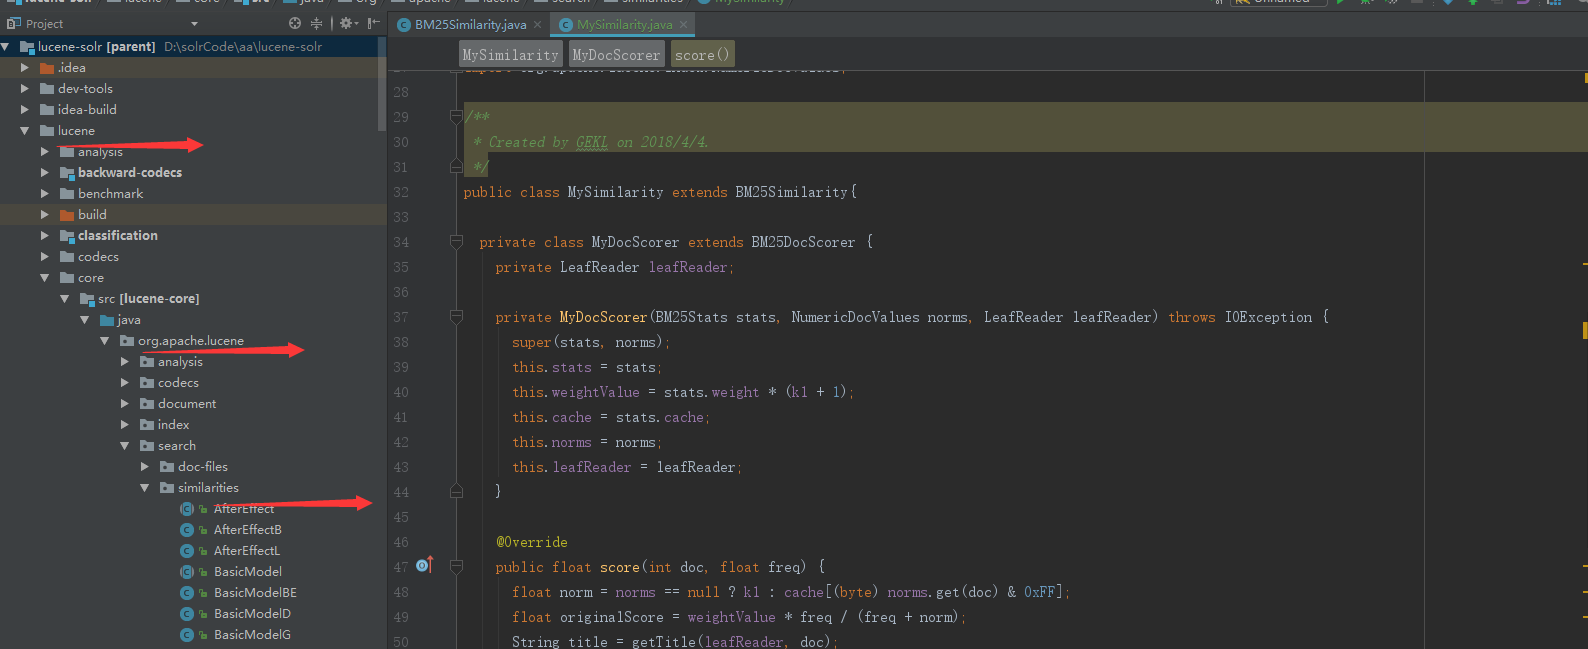 Project
lucene-solr [parent] D:\solrCode\aa\lucene-solr
.idea
dev-tools
idea-build
lucene
analysis
backward-codecs
benchmark
build
classification
codecs
core
src [lucene-core]
java
org.apache.lucene
analysis
codecs
document
index
search
doc-files
similarities
AfterEffect
AfterEffectB
AfterEffectL
BasicModel
BasicModelBE
BasicModelD
BasicModelG
BM25Similarity.java × MySimilarity.java ×
MySimilarity MyDocScorer score()
28
29 /**
30 * Created by GEKL on 2018/4/4.
31 */
32 public class MySimilarity extends BM25Similarity{
33
34 private class MyDocScorer extends BM25DocScorer {
35 private LeafReader leafReader;
36
37 private MyDocScorer(BM25Stats stats, NumericDocValues norms, LeafReader leafReader) throws IOException {
38 super(stats, norms);
39 this.stats = stats;
40 this.weightValue = stats.weight * (k1 + 1);
41 this.cache = stats.cache;
42 this.norms = norms;
43 this.leafReader = leafReader;
44 }
45
46 @Override
47 public float score(int doc, float freq) {
48 float norm = norms == null ? k1 : cache[(byte) norms.get(doc) & 0xFF];
49 float originalScore = weightValue * freq / (freq + norm);
50 String title = getTitle(leafReader, doc);